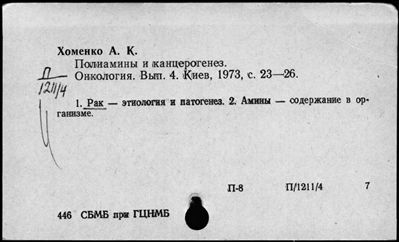 Хоменко А. К.
Полиамины и канцерогенез.
П
1211/4
Онкология. Вып. 4. Киев, 1973, с. 23—26.
1. Рак — этиология и патогенез. 2. Амины — содержание в ор-
ганизме.
П-8 П/1211/4 7
446 СБМБ при ГЦНМБ